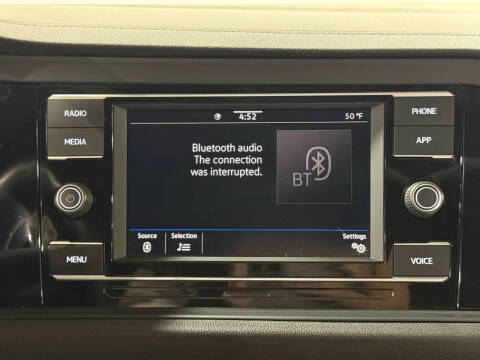 RADIO
MEDIA
MENU
4:52
50 °F
Bluetooth audio
The connection
was interrupted.
BT
Source
Selection
Settings
PHONE
APP
VOICE